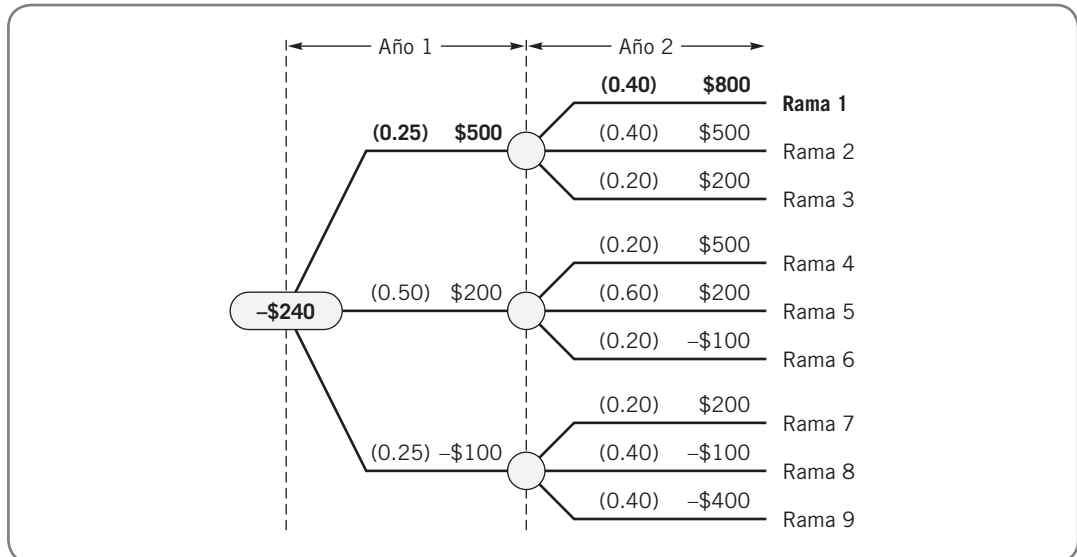 Año 1 Año 2
(0.40) $800 Rama 1
(0.25) $500 (0.40) $500 Rama 2
(0.20) $200 Rama 3
(0.20) $500 Rama 4
–$240 (0.50) $200 (0.60) $200 Rama 5
(0.20) –$100 Rama 6
(0.20) $200 Rama 7
(0.25) –$100 (0.40) –$100 Rama 8
(0.40) –$400 Rama 9